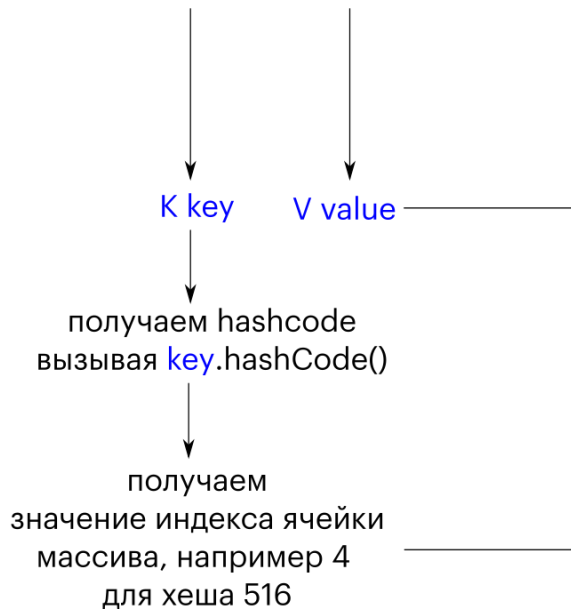 K key V value
получаем hashcode
вызывая key.hashCode()
получаем
значение индекса ячейки
массива, например 4
для хеша 516